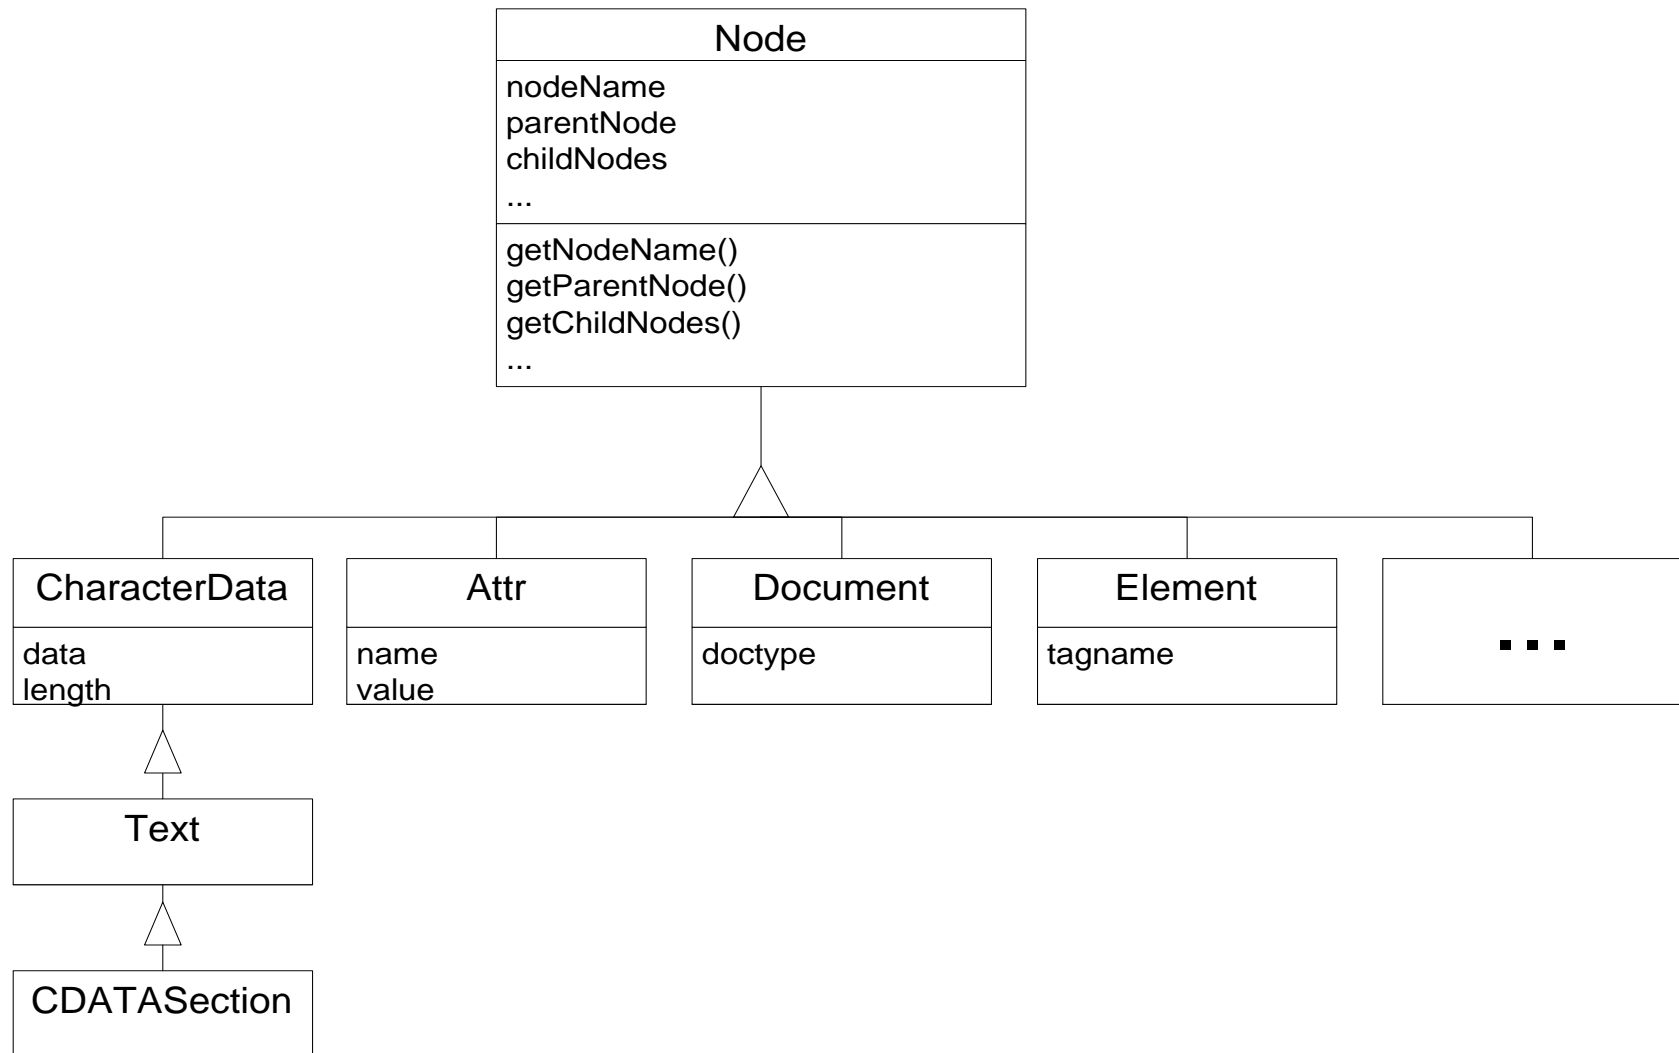 Node
nodeName
parentNode
childNodes
...
getNodeName()
getParentNode()
getChildNodes()
...
CharacterData
data
length
Attr
name
value
Document
doctype
Element
tagname
...
Text
CDATASection